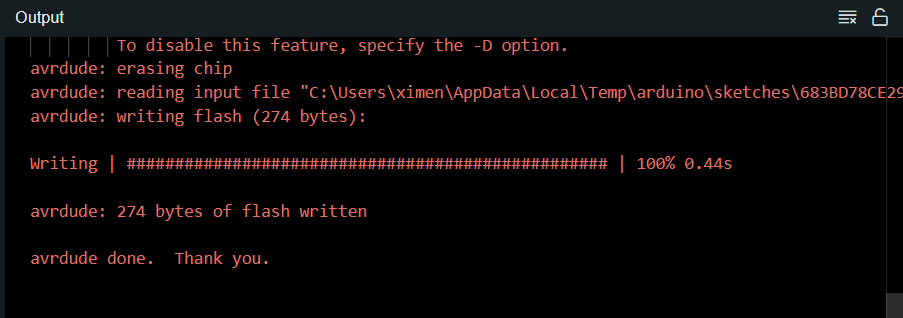 Output
To disable this feature, specify the -D option.
avrdude: erasing chip
avrdude: reading input file "C:\Users\ximen\AppData\Local\Temp\arduino\sketches\683BD78CE29
avrdude: writing flash (274 bytes):
Writing | ################################################## | 100% 0.44s
avrdude: 274 bytes of flash written
avrdude done.  Thank you.